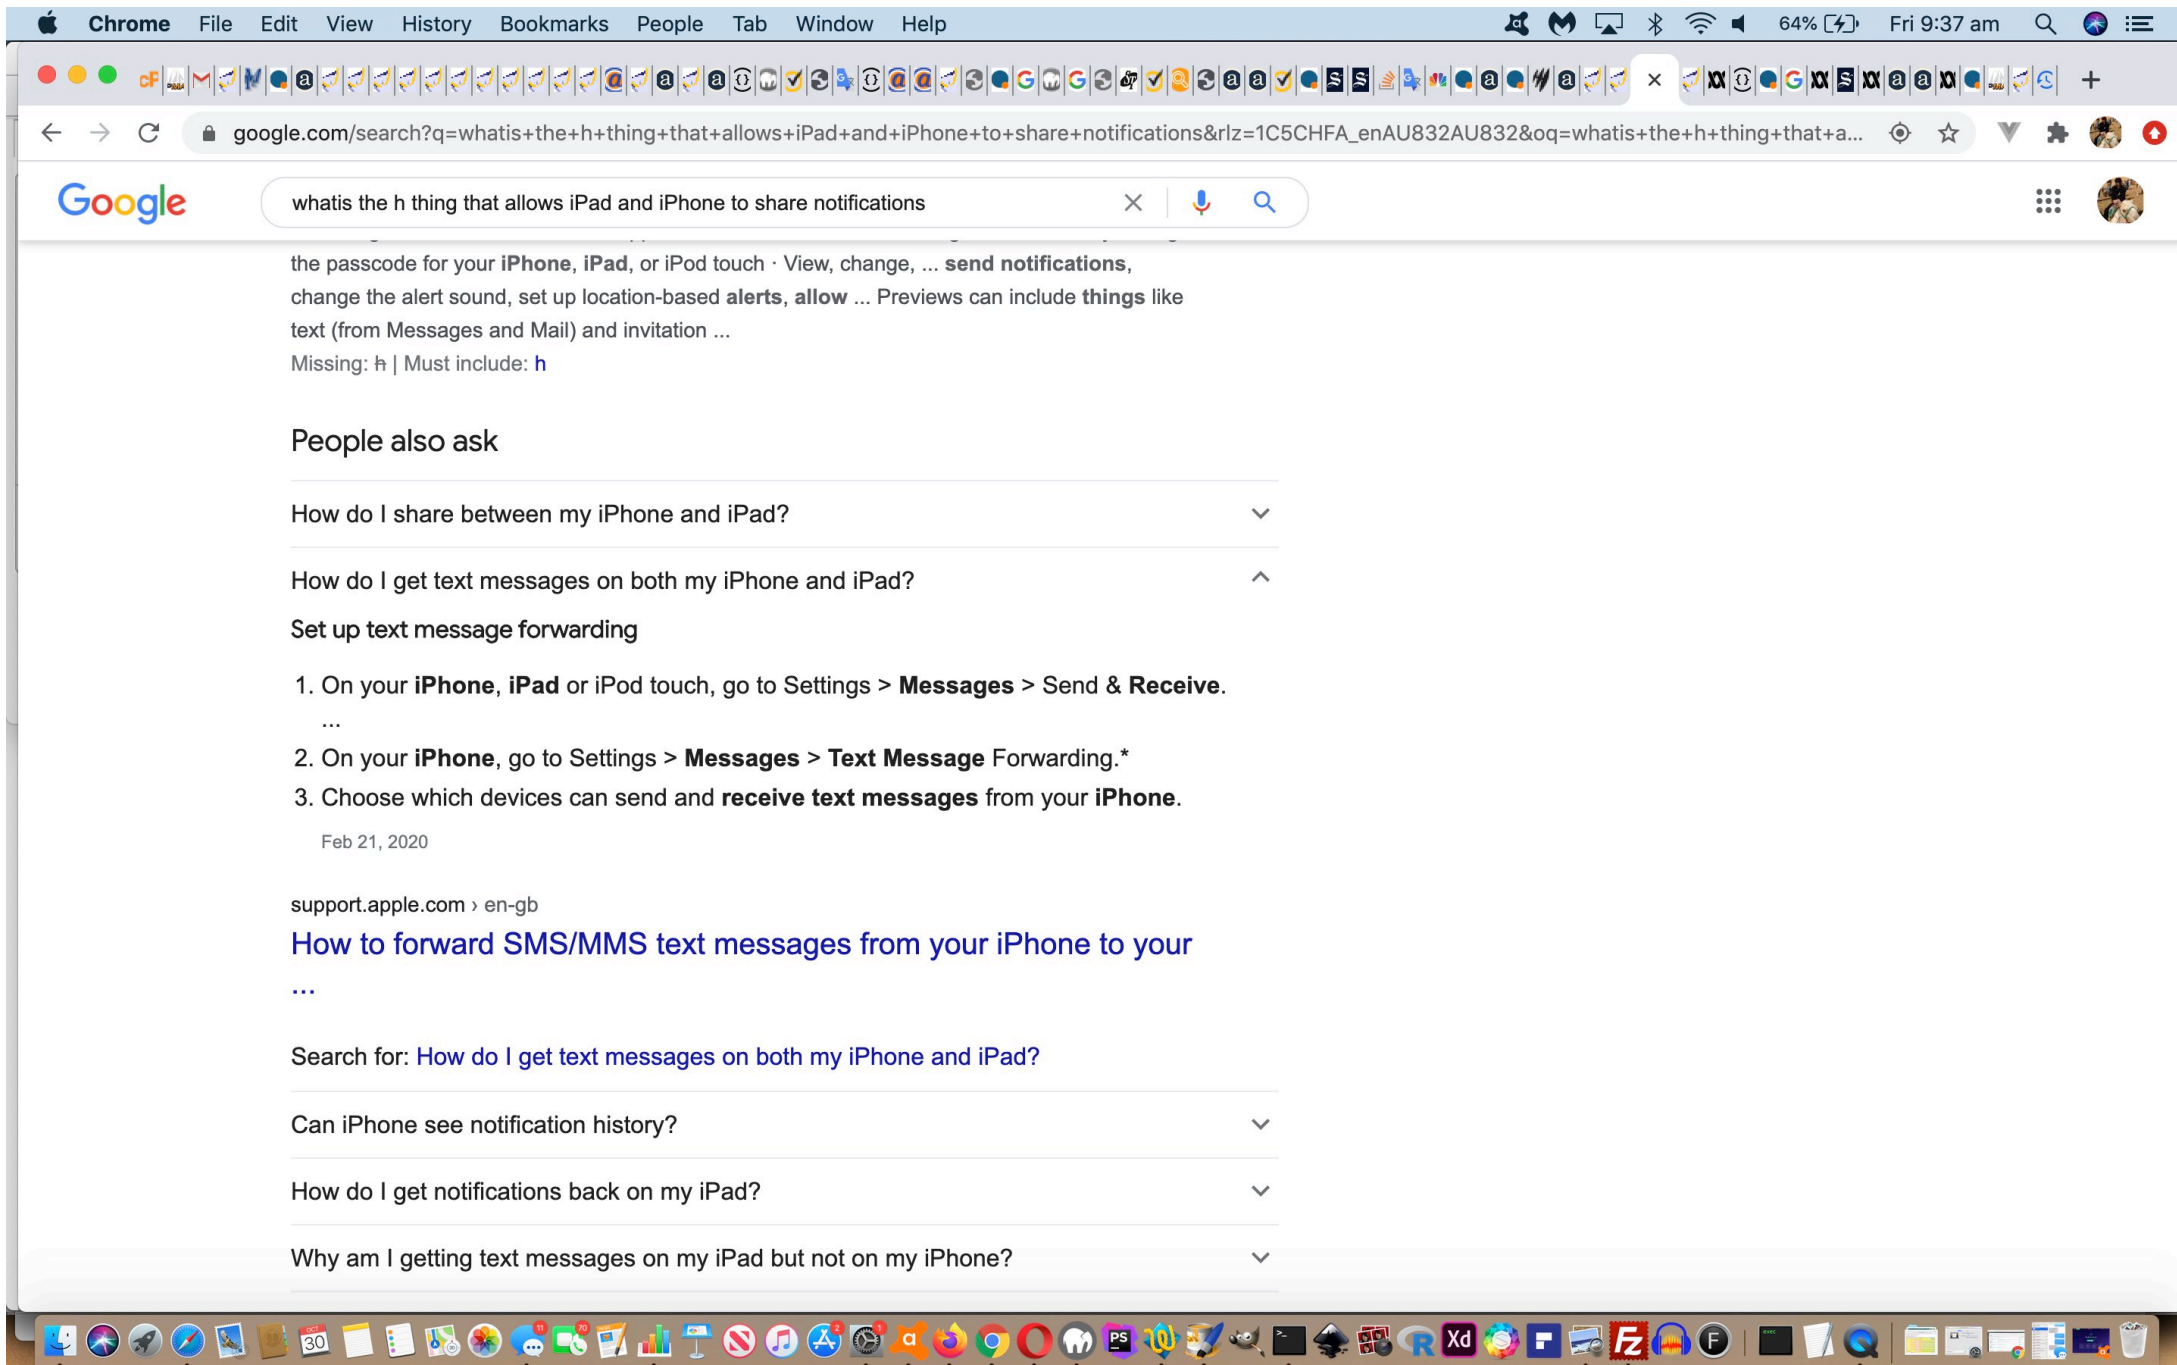 Chrome File Edit View History Bookmarks People Tab Window Help 64% Fri 9:37 am
google.com/search?q=whatis+the+h+thing+that+allows+iPad+and+iPhone+to+share+notifications&rlz=1C5CHFA_enAU832AU832&oq=whatis+the+h+thing+that+a...
Google whatis the h thing that allows iPad and iPhone to share notifications
the passcode for your iPhone, iPad, or iPod touch · View, change, ... send notifications,
change the alert sound, set up location-based alerts, allow ... Previews can include things like
text (from Messages and Mail) and invitation ...
Missing: h | Must include: h
People also ask
How do I share between my iPhone and iPad?
How do I get text messages on both my iPhone and iPad?
Set up text message forwarding
1. On your iPhone, iPad or iPod touch, go to Settings > Messages > Send & Receive.
...
2. On your iPhone, go to Settings > Messages > Text Message Forwarding.*
3. Choose which devices can send and receive text messages from your iPhone.
Feb 21, 2020
support.apple.com › en-gb
How to forward SMS/MMS text messages from your iPhone to your
...
Search for: How do I get text messages on both my iPhone and iPad?
Can iPhone see notification history?
How do I get notifications back on my iPad?
Why am I getting text messages on my iPad but not on my iPhone?
OCT
30 11 70 2 1 PS R Xd F FZ F